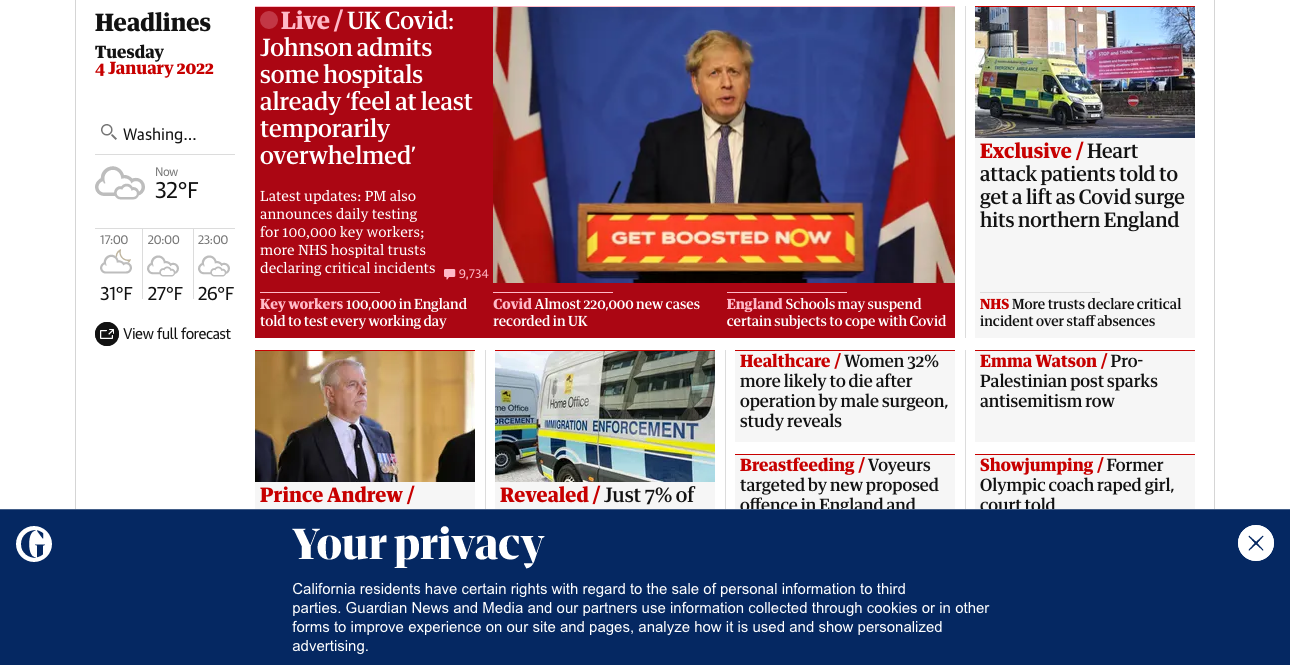 Headlines
Tuesday
4 January 2022
Washing...
Now
32°F
17:00
31°F
20:00
27°F
23:00
26°F
View full forecast
Live / UK Covid:
Johnson admits
some hospitals
already ‘feel at least
temporarily
overwhelmed’
Latest updates: PM also
announces daily testing
for 100,000 key workers;
more NHS hospital trusts
declaring critical incidents
9,734
GET BOOSTED NOW
Key workers 100,000 in England
told to test every working day
Covid Almost 220,000 new cases
recorded in UK
England Schools may suspend
certain subjects to cope with Covid
Exclusive / Heart
attack patients told to
get a lift as Covid surge
hits northern England
NHS More trusts declare critical
incident over staff absences
Prince Andrew /
Home Office
IMMIGRATION ENFORCEMENT
Revealed / Just 7% of
Healthcare / Women 32%
more likely to die after
operation by male surgeon,
study reveals
Emma Watson / Pro-
Palestinian post sparks
antisemitism row
Breastfeeding / Voyeurs
targeted by new proposed
offence in England and
Showjumping / Former
Olympic coach raped girl,
court told
Your privacy
California residents have certain rights with regard to the sale of personal information to third
parties. Guardian News and Media and our partners use information collected through cookies or in other
forms to improve experience on our site and pages, analyze how it is used and show personalized
advertising.